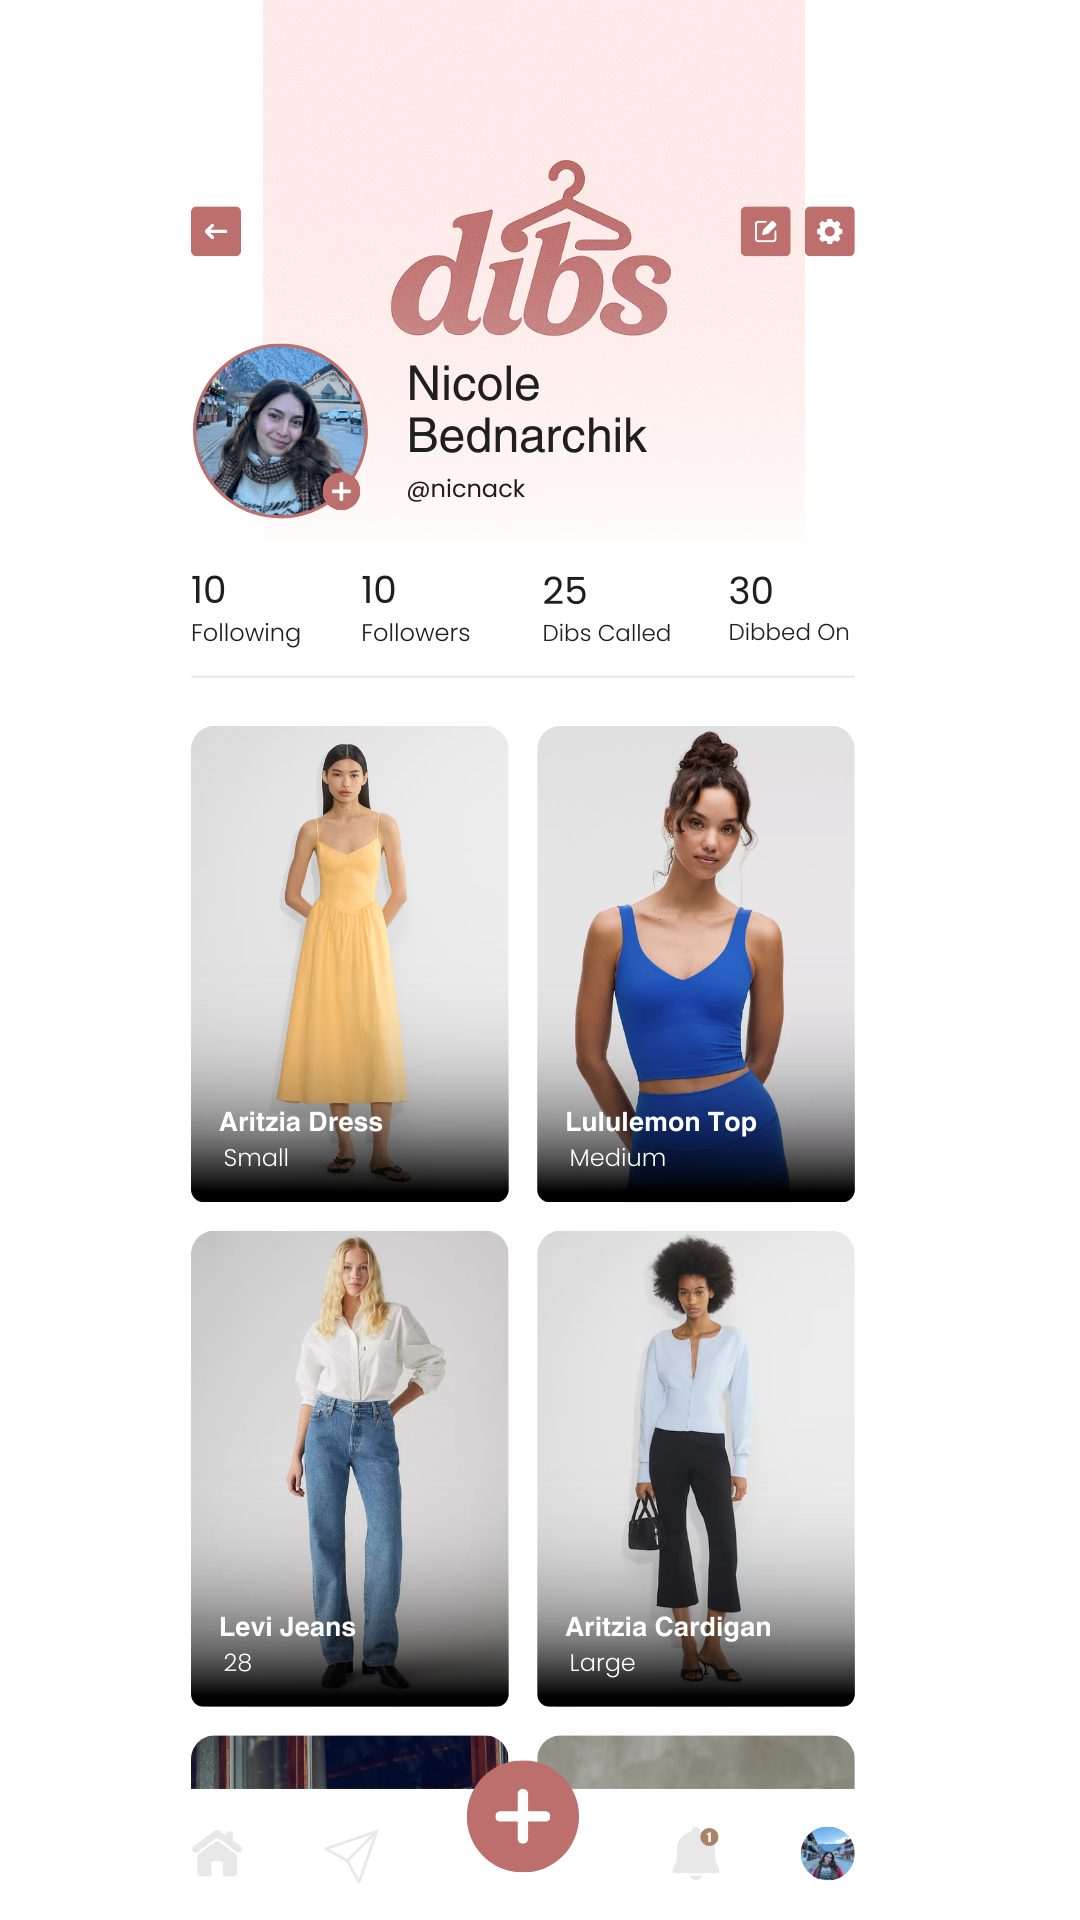 dibs
Nicole
Bednarchik
@nicnack
10 10 25 30
Following Followers Dibs Called Dibbed On
Aritzia Dress
Small
Lululemon Top
Medium
Levi Jeans
28
Aritzia Cardigan
Large
1